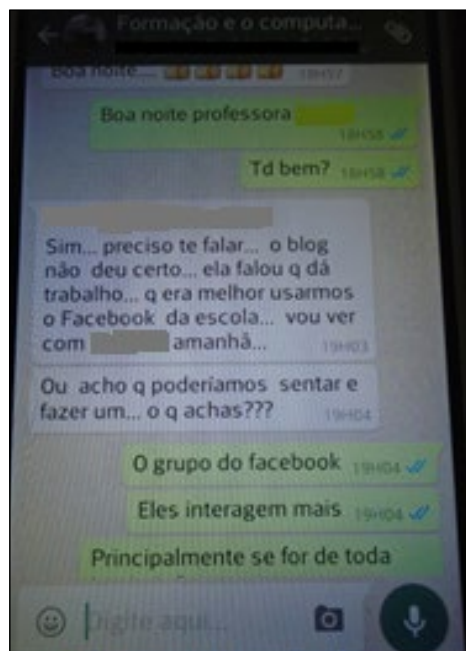 Formação e o computa...
Boa noite.... 18H57
Boa noite professora
18H58
Td bem? 18H58
Sim... preciso te falar... o blog
não deu certo... ela falou q dá
trabalho... q era melhor usarmos
o Facebook da escola... vou ver
com amanhã... 19H03
Ou acho q poderíamos sentar e
fazer um... o q achas??? 19H04
O grupo do facebook 19H04
Eles interagem mais 19H04
Principalmente se for de toda
Digite aqui...